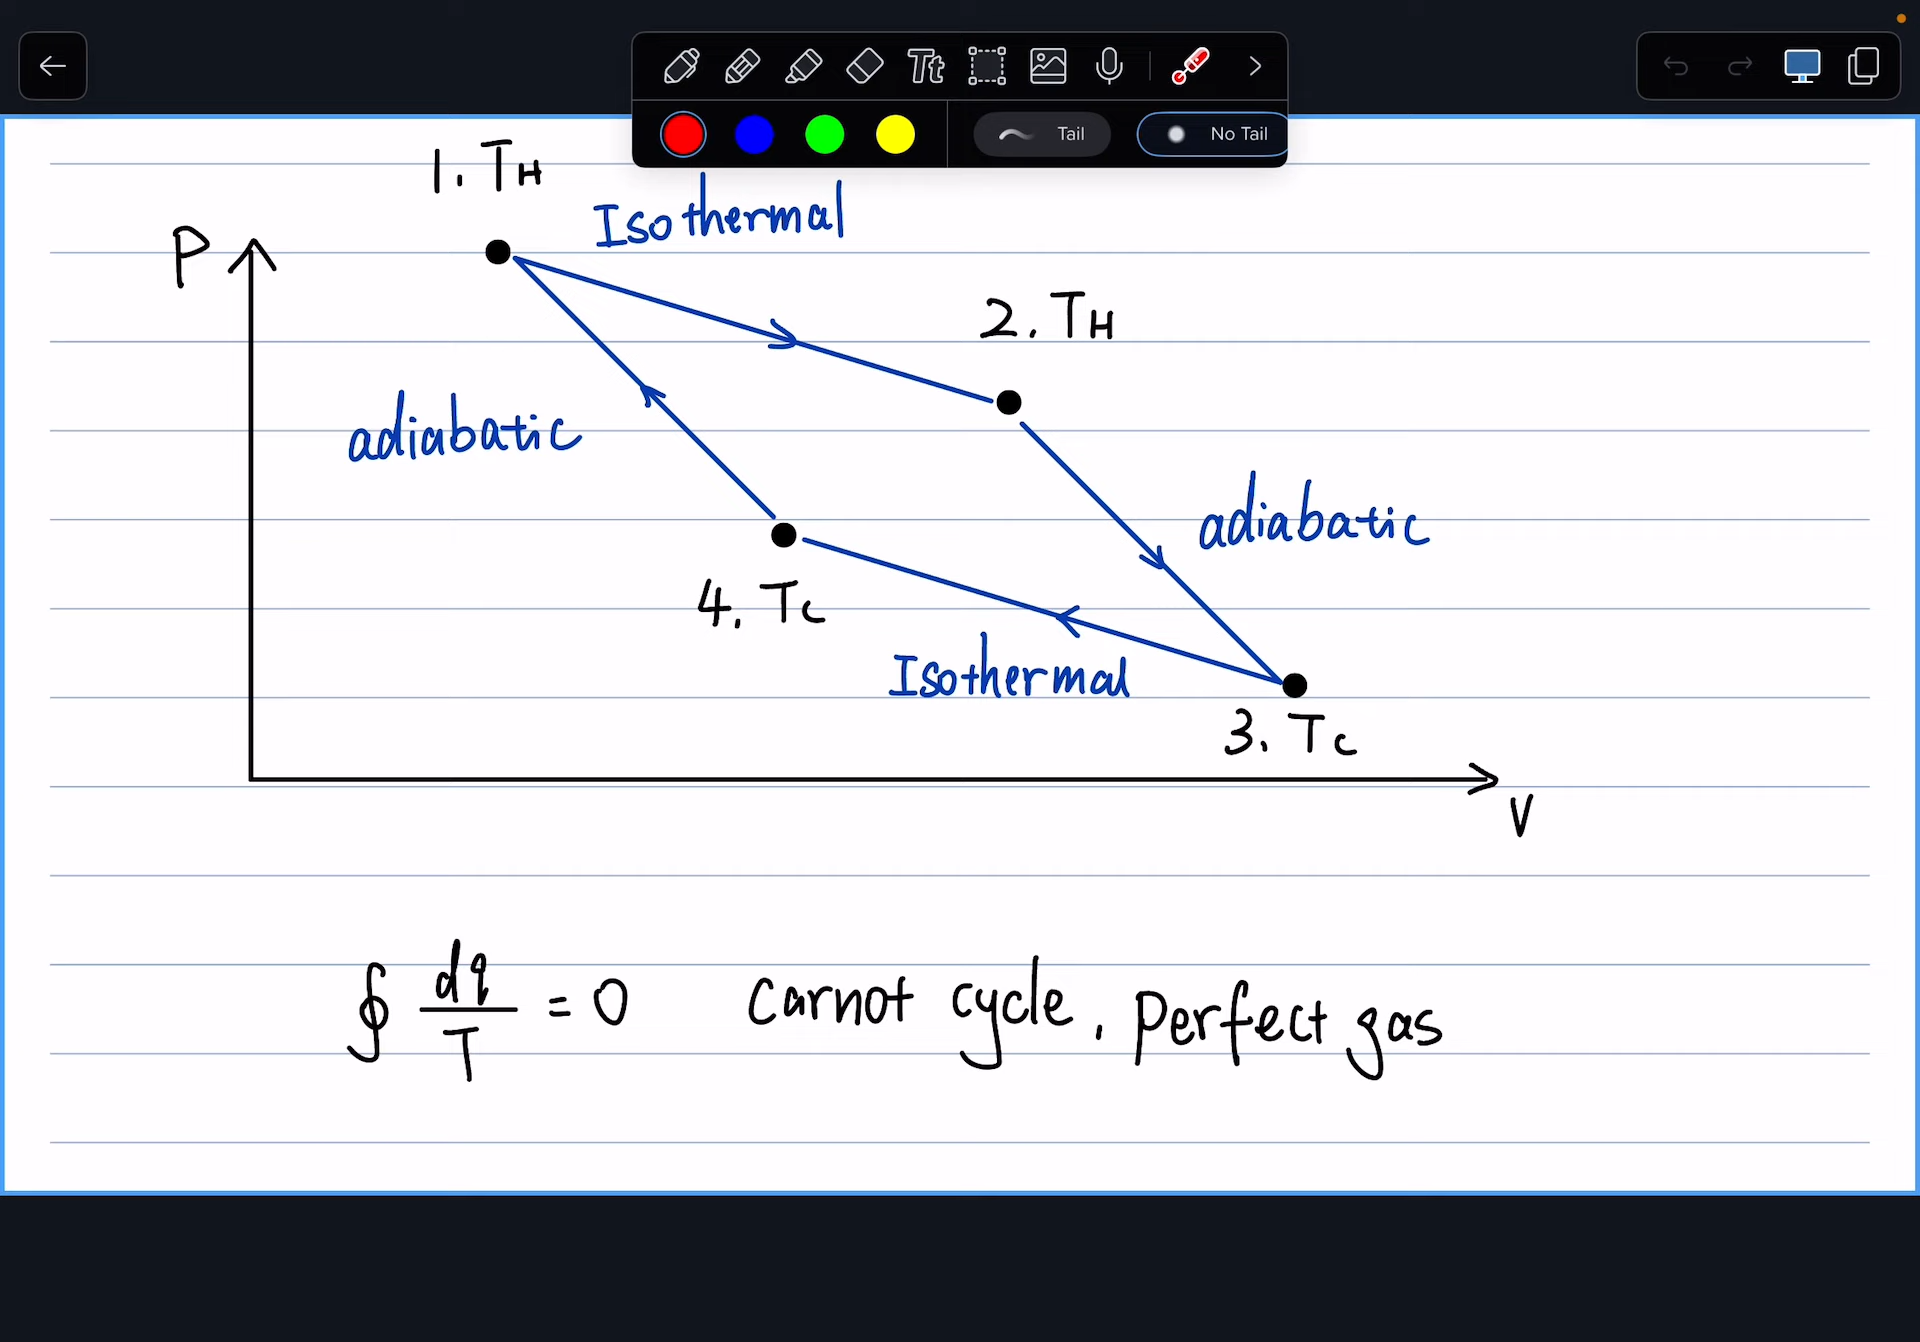 Tt
Tail
No Tail
1. TH
Isothermal
P
2. TH
adiabatic
adiabatic
4. Tc
Isothermal
3. Tc
V
∮ dq/T = 0 Carnot cycle, perfect gas